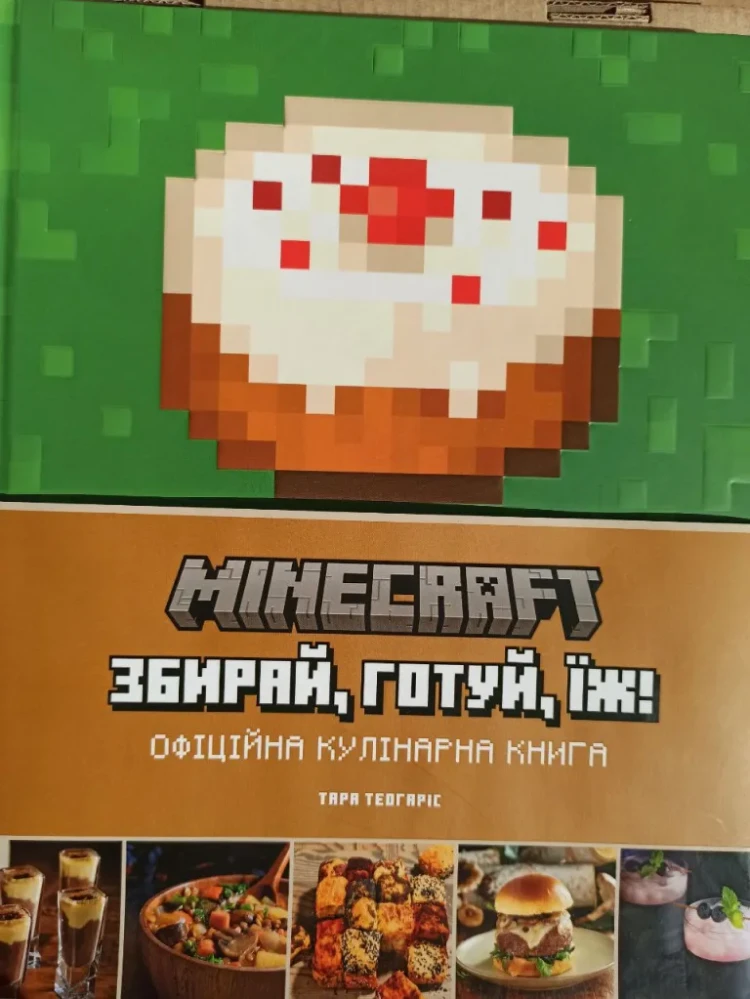 MINECRAFT
ЗБИРАЙ, ГОТУЙ, ЇЖ!
ОФІЦІЙНА КУЛІНАРНА КНИГА
ТАРА ТЕОГАРІС